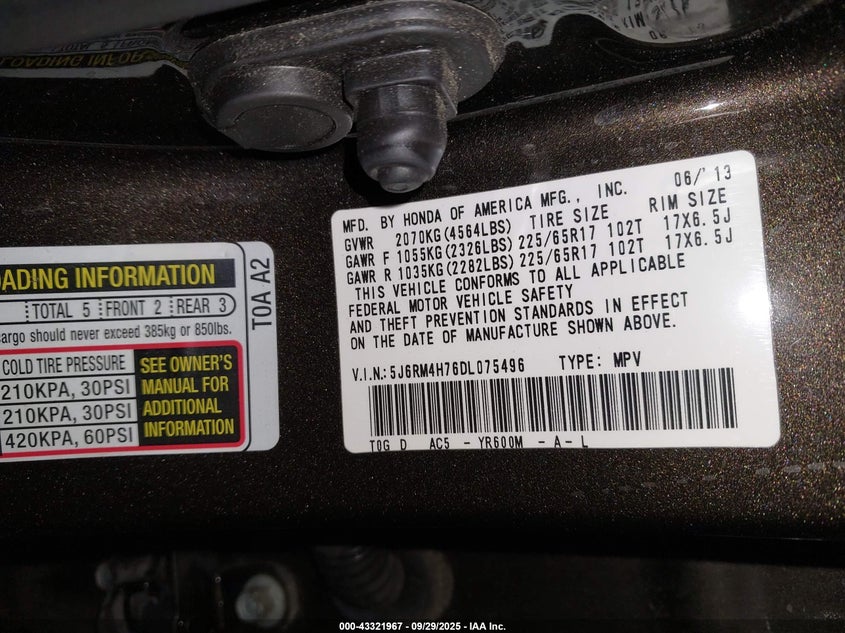 OADING INFORMATION
TOTAL 5 FRONT 2 REAR 3
argo should never exceed 385kg or 850lbs.
COLD TIRE PRESSURE
210KPA, 30PSI
210KPA, 30PSI
420KPA, 60PSI
SEE OWNER'S
MANUAL FOR
ADDITIONAL
INFORMATION
T0A A2
MFD. BY HONDA OF AMERICA MFG., INC. 06/'13
GVWR 2070KG(4564LBS) TIRE SIZE RIM SIZE
GAWR F 1055KG(2326LBS) 225/65R17 102T 17X6.5J
GAWR R 1035KG(2282LBS) 225/65R17 102T 17X6.5J
THIS VEHICLE CONFORMS TO ALL APPLICABLE
FEDERAL MOTOR VEHICLE SAFETY
AND THEFT PREVENTION STANDARDS IN EFFECT
ON THE DATE OF MANUFACTURE SHOWN ABOVE.
V.I.N.:5J6RM4H76DL075496 TYPE: MPV
T0G D AC5 - YR600M - A - L
000-43321967 - 09/29/2025 - IAA Inc.